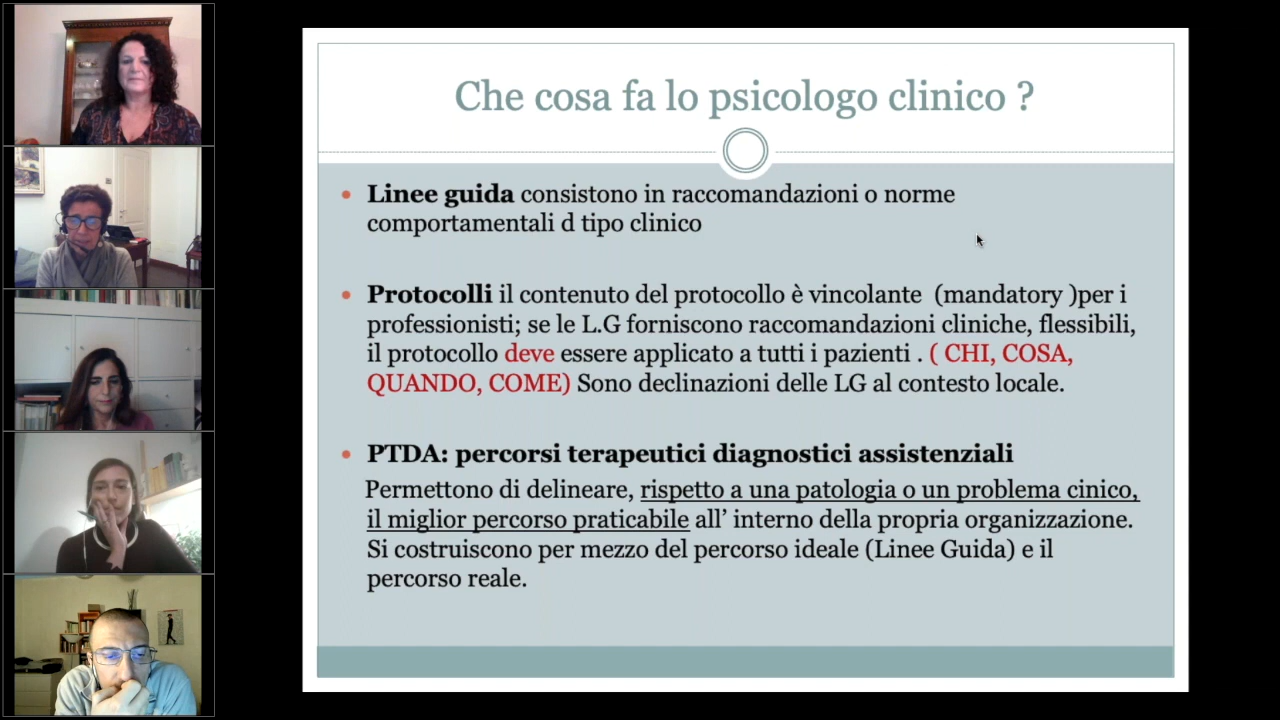 Che cosa fa lo psicologo clinico ?
Linee guida consistono in raccomandazioni o norme
comportamentali d tipo clinico
Protocolli il contenuto del protocollo è vincolante (mandatory )per i
professionisti; se le L.G forniscono raccomandazioni cliniche, flessibili,
il protocollo deve essere applicato a tutti i pazienti . ( CHI, COSA,
QUANDO, COME) Sono declinazioni delle LG al contesto locale.
PTDA: percorsi terapeutici diagnostici assistenziali
Permettono di delineare, rispetto a una patologia o un problema cinico,
il miglior percorso praticabile all’ interno della propria organizzazione.
Si costruiscono per mezzo del percorso ideale (Linee Guida) e il
percorso reale.